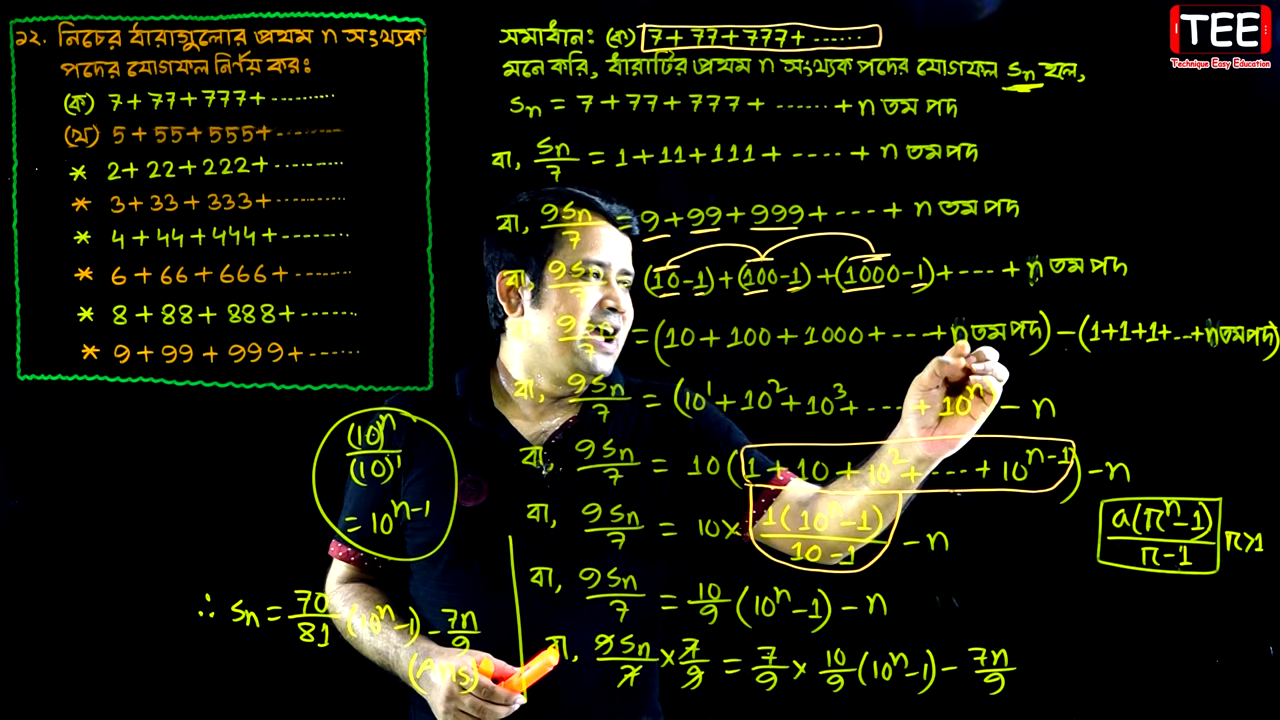 ১২. নিচের ধারাগুলোর প্রথম n সংখ্যক
পদের যোগফল নির্ণয় কর:
(ক) 7+77+777+..........
(খ) 5+55+555+..........
* 2+22+222+..........
* 3+33+333+..........
* 4+44+444+..........
* 6+66+666+..........
* 8+88+888+..........
* 9+99+999+..........
TEE
Technique Easy Education
সমাধান: (ক) 7+77+777+......
মনে করি, ধারাটির প্রথম n সংখ্যক পদের যোগফল Sn হলে,
Sn = 7+77+777+ ...... + n তম পদ
বা, Sn/7 = 1+11+111+ ..... + n তম পদ
বা, 9Sn/7 = 9+99+999+ .... + n তম পদ
বা, 9Sn/7 = (10-1)+(100-1)+(1000-1)+ .... + n তম পদ
বা, 9Sn/7 = (10+100+1000+ ... + n তম পদ) - (1+1+1+...+n তম পদ)
বা, 9Sn/7 = (10¹+10²+10³+ .... + 10ⁿ) - n
বা, 9Sn/7 = 10(1+10+10²+ .... + 10ⁿ⁻¹) - n
বা, 9Sn/7 = 10× 1(10ⁿ-1)/10-1 - n
a(rⁿ-1)/r-1 r>1
বা, 9Sn/7 = 10/9 (10ⁿ-1) - n
বা, 9Sn/7 × 7/9 = 7/9 × 10/9 (10ⁿ-1) - 7n/9
(10)ⁿ/(10)¹
= 10ⁿ⁻¹
∴ Sn = 70/81 (10ⁿ-1) - 7n/9
(Ans)